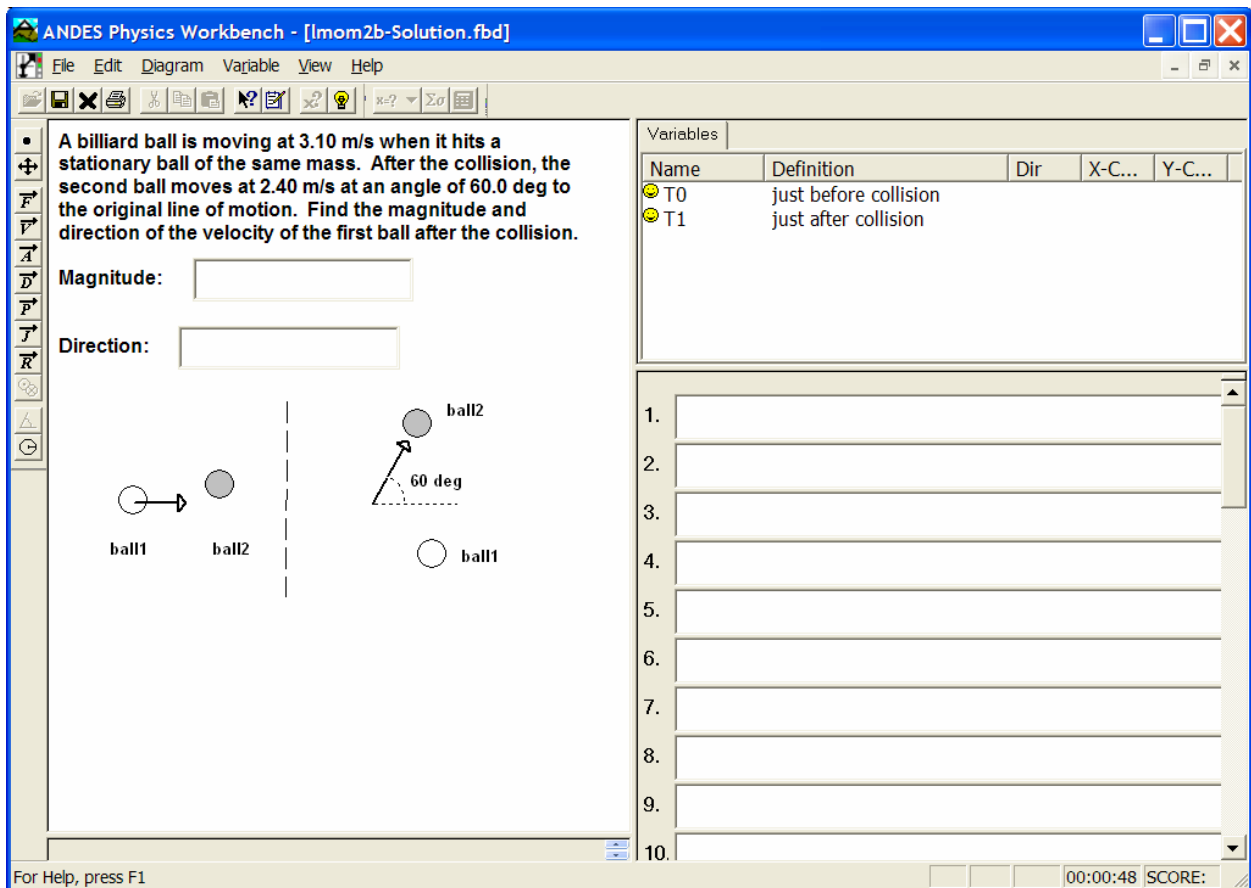 ANDES Physics Workbench - [lmom2b-Solution.fbd]
File Edit Diagram Variable View Help
x=? Σσ
A billiard ball is moving at 3.10 m/s when it hits a
stationary ball of the same mass. After the collision, the
second ball moves at 2.40 m/s at an angle of 60.0 deg to
the original line of motion. Find the magnitude and
direction of the velocity of the first ball after the collision.
Magnitude:
Direction:
ball1
ball2
ball2
60 deg
ball1
F
V
A
D
P
J
R
Variables
Name Definition Dir X-C... Y-C...
T0 just before collision
T1 just after collision
1.
2.
3.
4.
5.
6.
7.
8.
9.
10.
For Help, press F1
00:00:48 SCORE: